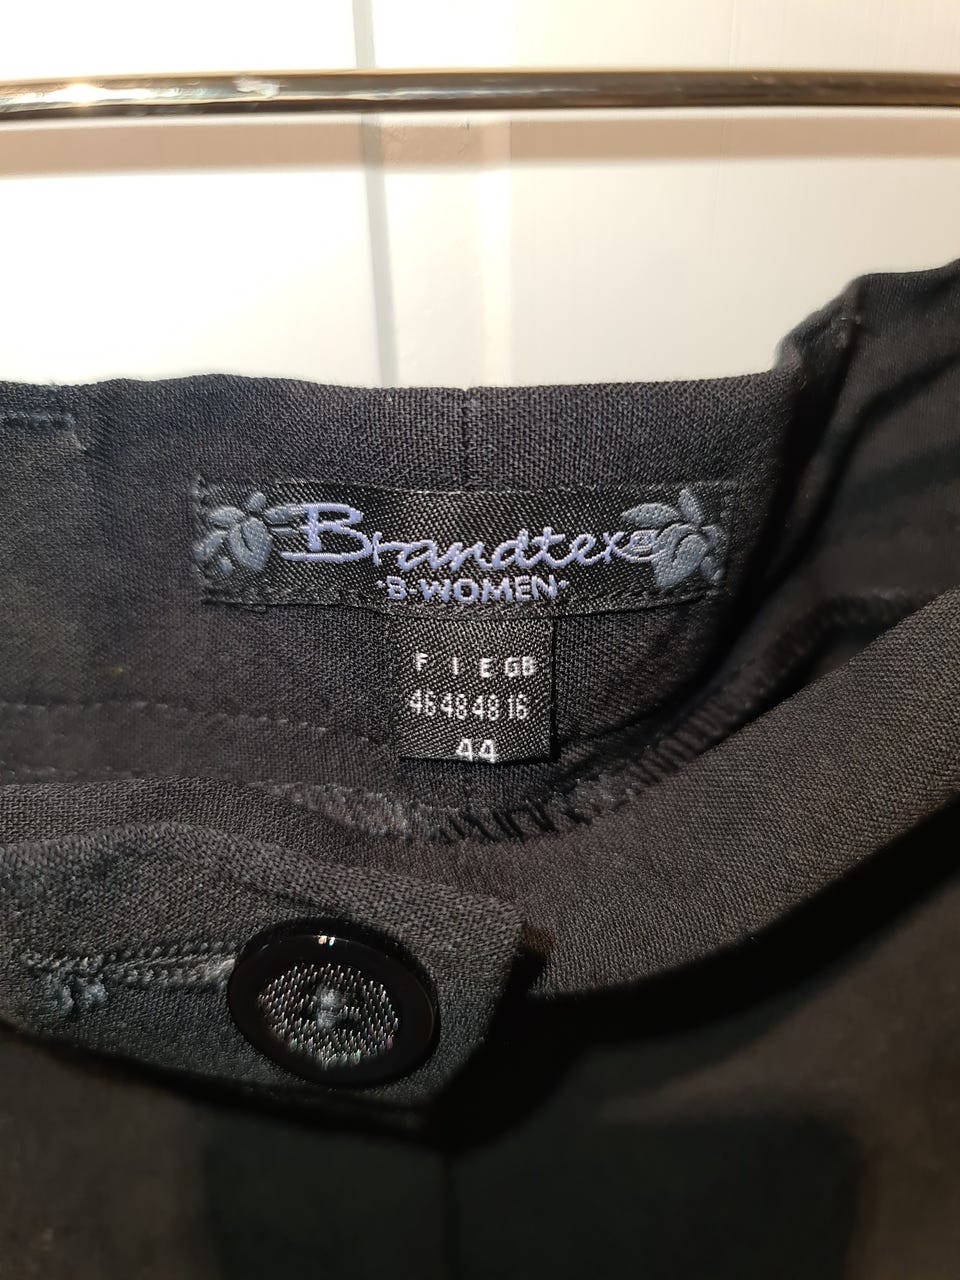 Brandtex
·B·WOMEN·
F I E GB
46 48 48 16
44